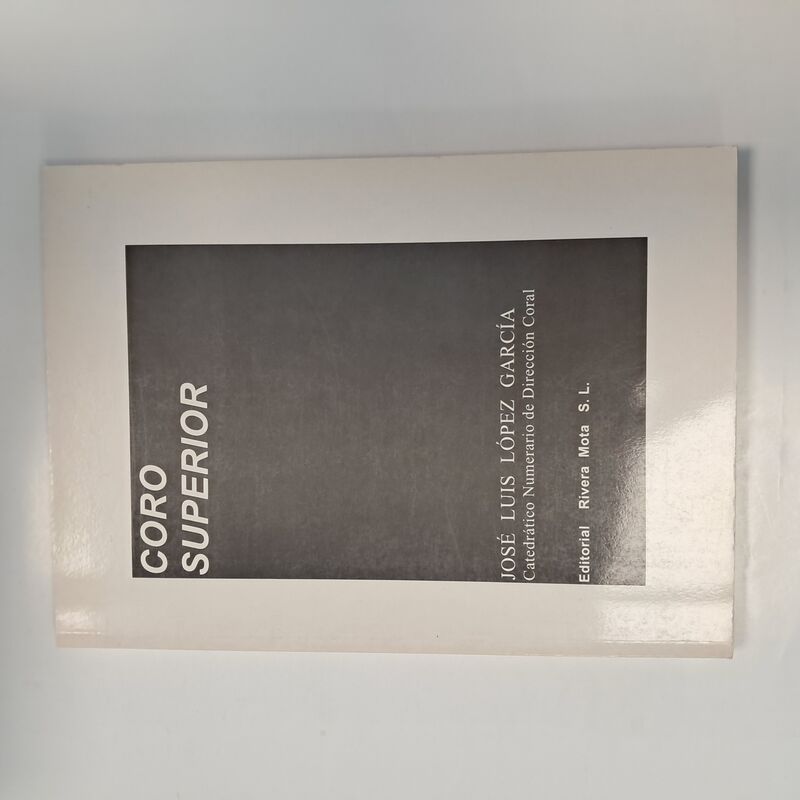 CORO
SUPERIOR
JOSÉ LUIS LÓPEZ GARCÍA
Catedrático Numerario de Dirección Coral
Editorial Rivera Mota S. L.